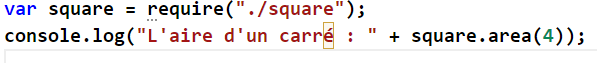 var square = require("./square");
console.log("L'aire d'un carré : " + square.area(4));